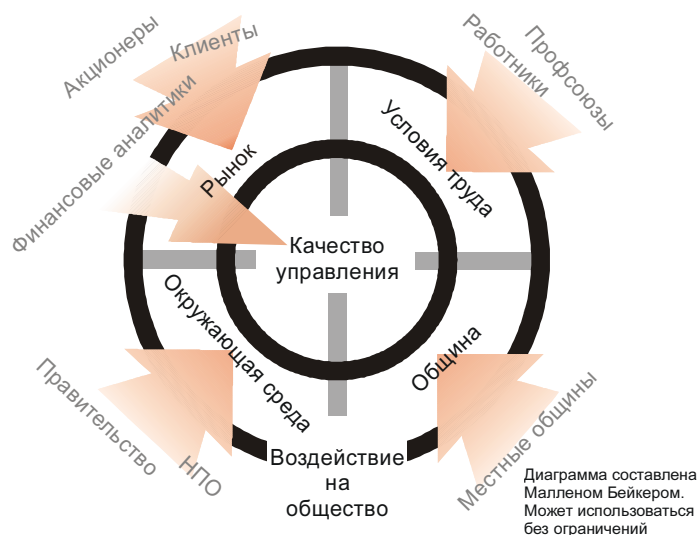 Акционеры
Клиенты
Работники
Профсоюзы
Финансовые аналитики
Рынок
Условия труда
Качество
управления
Окружающая среда
Община
Правительство
НПО
Воздействие
на
общество
Местные общины
Диаграмма составлена
Малленом Бейкером.
Может использоваться
без ограничений